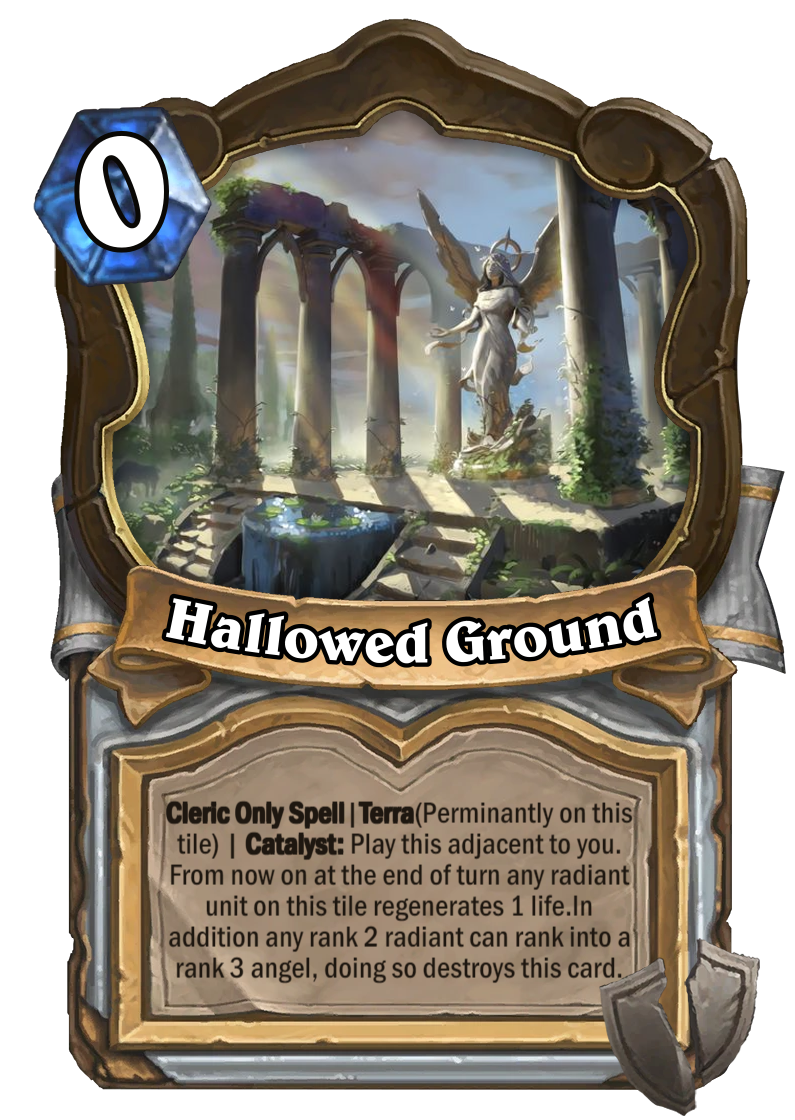 0
Hallowed Ground
Cleric Only Spell | Terra(Perminantly on this
tile) | Catalyst: Play this adjacent to you.
From now on at the end of turn any radiant
unit on this tile regenerates 1 life.In
addition any rank 2 radiant can rank into a
rank 3 angel, doing so destroys this card.